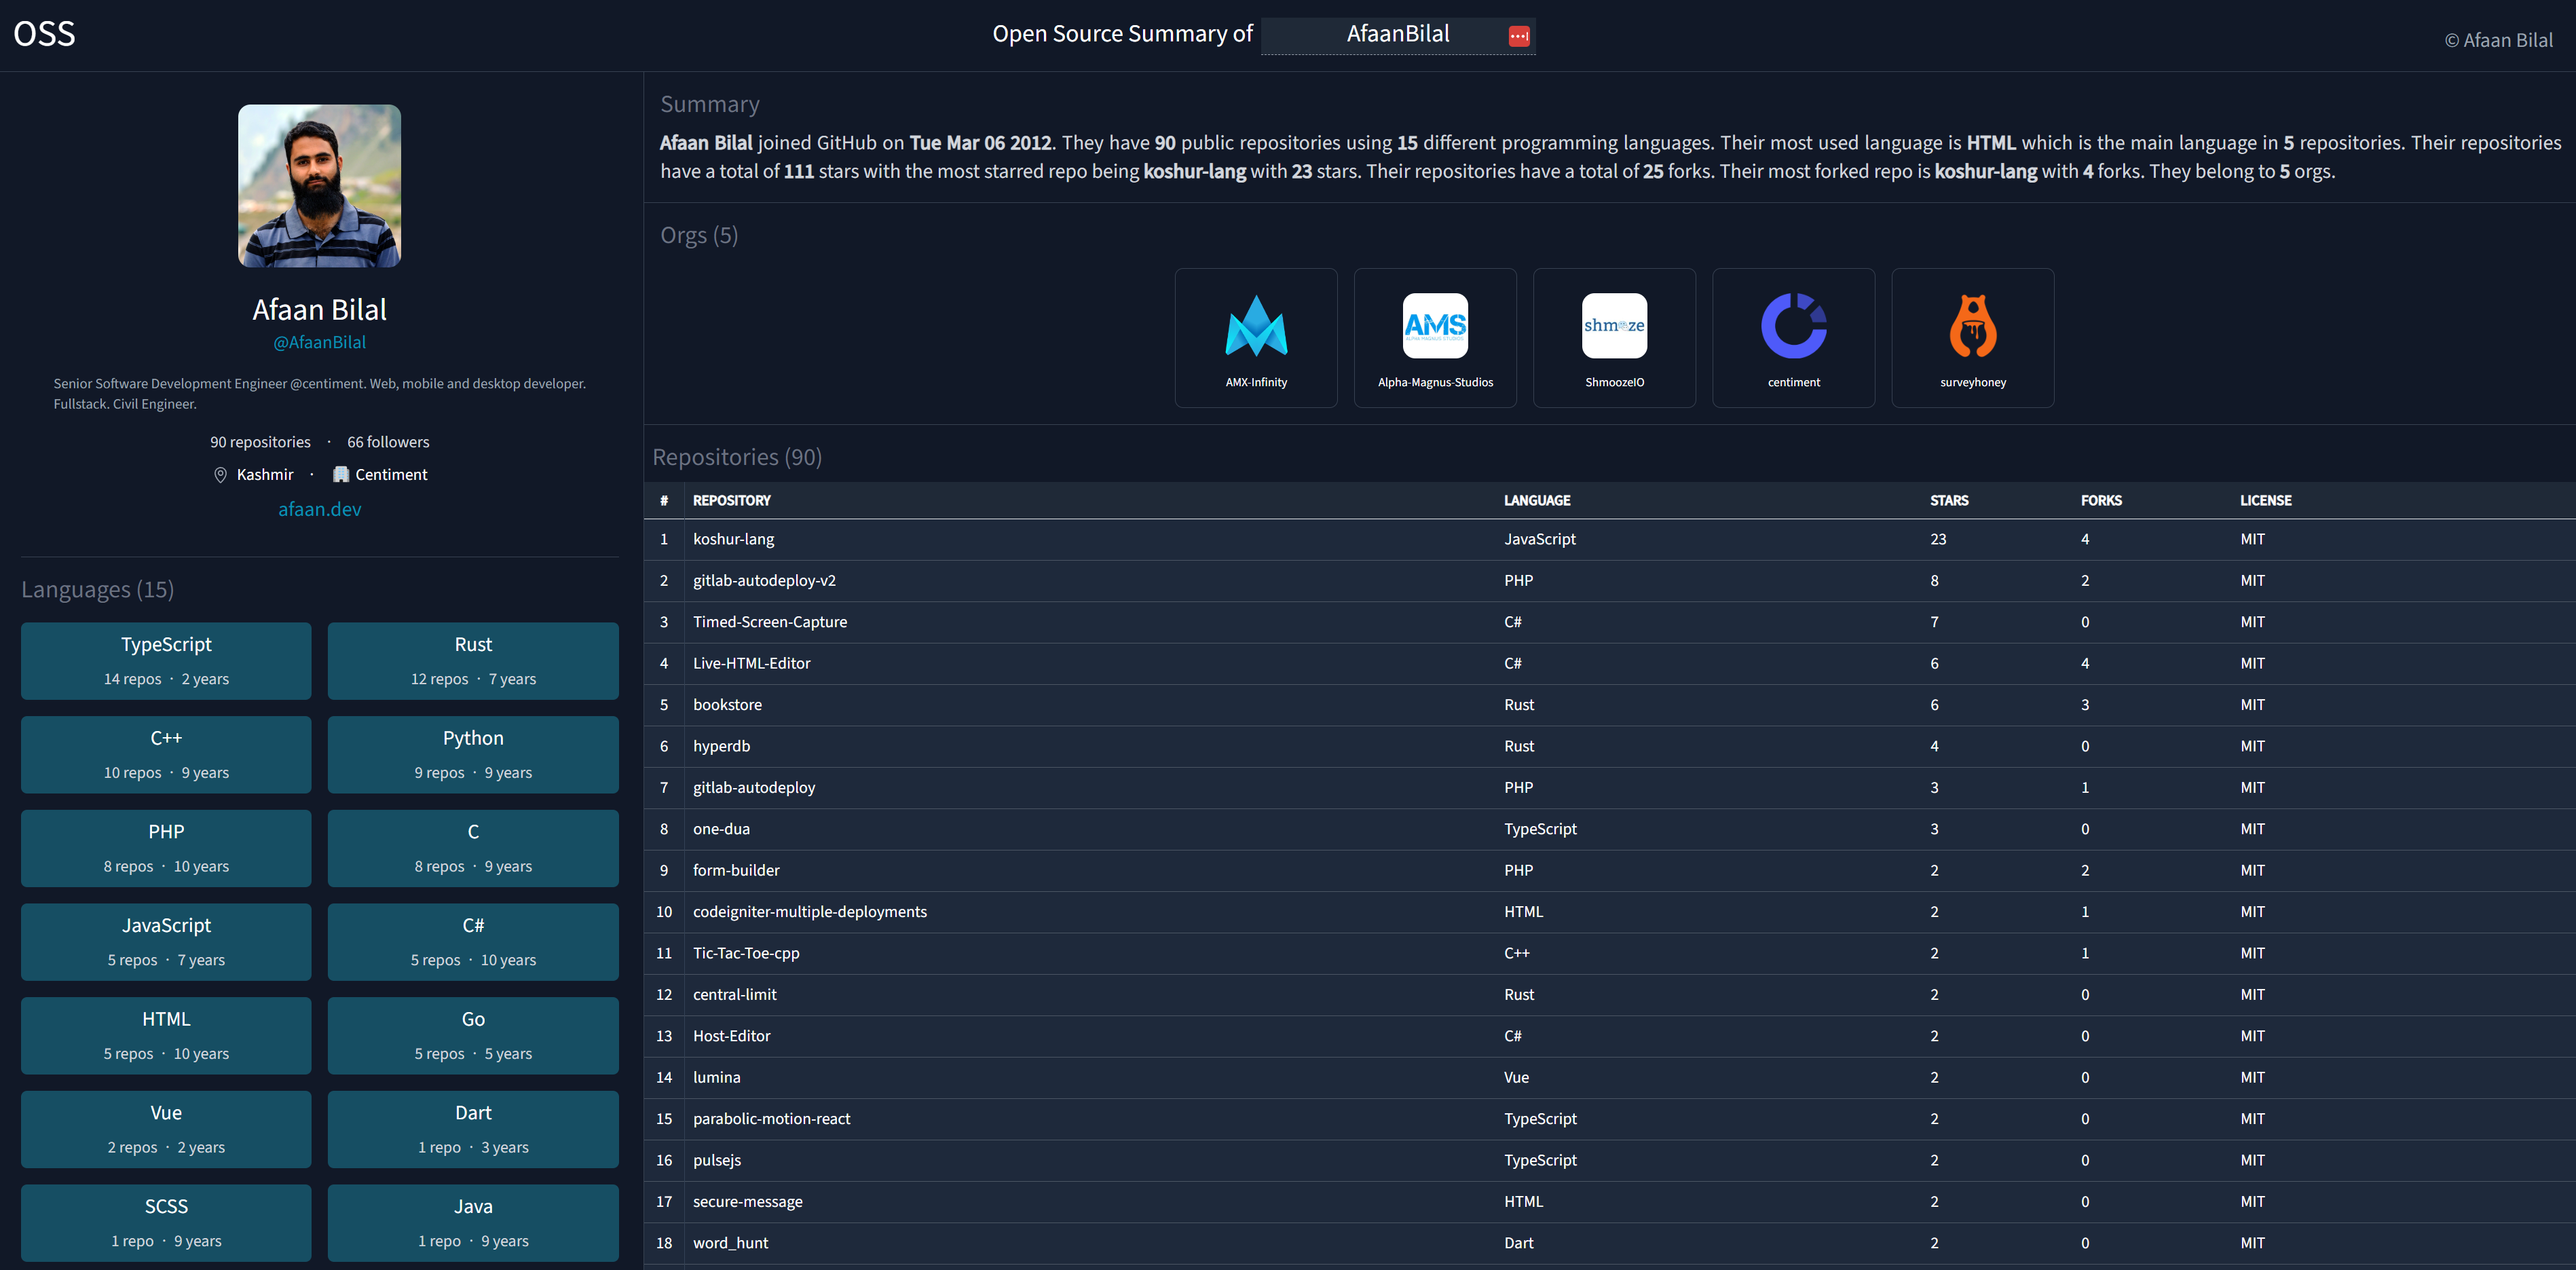 OSS
Open Source Summary of AfaanBilal
© Afaan Bilal
Afaan Bilal
@AfaanBilal
Senior Software Development Engineer @centiment. Web, mobile and desktop developer.
Fullstack. Civil Engineer.
90 repositories · 66 followers
Kashmir · Centiment
afaan.dev
Languages (15)
TypeScript
14 repos · 2 years
Rust
12 repos · 7 years
C++
10 repos · 9 years
Python
9 repos · 9 years
PHP
8 repos · 10 years
C
8 repos · 9 years
JavaScript
5 repos · 7 years
C#
5 repos · 10 years
HTML
5 repos · 10 years
Go
5 repos · 5 years
Vue
2 repos · 2 years
Dart
1 repo · 3 years
SCSS
1 repo · 9 years
Java
1 repo · 9 years
Summary
Afaan Bilal joined GitHub on Tue Mar 06 2012. They have 90 public repositories using 15 different programming languages. Their most used language is HTML which is the main language in 5 repositories. Their repositories
have a total of 111 stars with the most starred repo being koshur-lang with 23 stars. Their repositories have a total of 25 forks. Their most forked repo is koshur-lang with 4 forks. They belong to 5 orgs.
Orgs (5)
AMX-Infinity
AMS
ALPHA MAGNUS STUDIOS
Alpha-Magnus-Studios
shmooze
ShmoozeIO
centiment
surveyhoney
Repositories (90)
# REPOSITORY LANGUAGE STARS FORKS LICENSE
1 koshur-lang JavaScript 23 4 MIT
2 gitlab-autodeploy-v2 PHP 8 2 MIT
3 Timed-Screen-Capture C# 7 0 MIT
4 Live-HTML-Editor C# 6 4 MIT
5 bookstore Rust 6 3 MIT
6 hyperdb Rust 4 0 MIT
7 gitlab-autodeploy PHP 3 1 MIT
8 one-dua TypeScript 3 0 MIT
9 form-builder PHP 2 2 MIT
10 codeigniter-multiple-deployments HTML 2 1 MIT
11 Tic-Tac-Toe-cpp C++ 2 1 MIT
12 central-limit Rust 2 0 MIT
13 Host-Editor C# 2 0 MIT
14 lumina Vue 2 0 MIT
15 parabolic-motion-react TypeScript 2 0 MIT
16 pulsejs TypeScript 2 0 MIT
17 secure-message HTML 2 0 MIT
18 word_hunt Dart 2 0 MIT